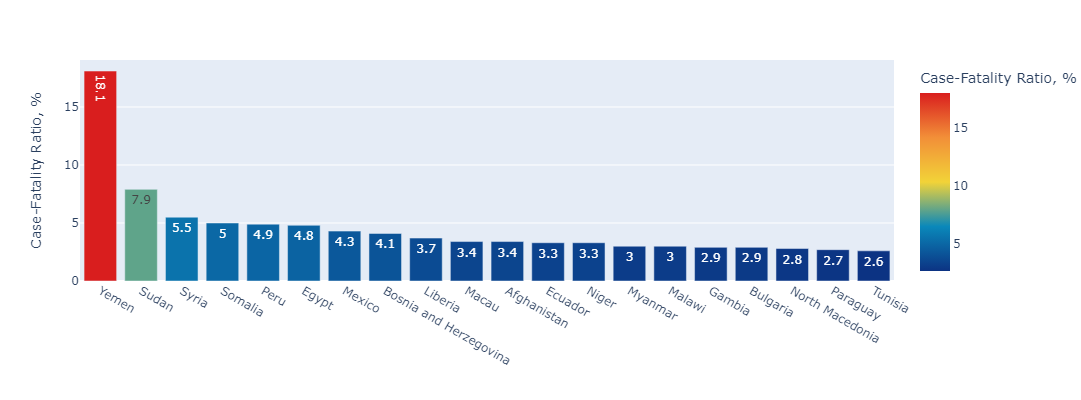 Case-Fatality Ratio, %
15
10
5
0
18.1
7.9
5.5
5
4.9
4.8
4.3
4.1
3.7
3.4
3.4
3.3
3.3
3
3
2.9
2.9
2.8
2.7
2.6
Yemen
Sudan
Syria
Somalia
Peru
Egypt
Mexico
Bosnia and Herzegovina
Liberia
Macau
Afghanistan
Ecuador
Niger
Myanmar
Malawi
Gambia
Bulgaria
North Macedonia
Paraguay
Tunisia
Case-Fatality Ratio, %
15
10
5